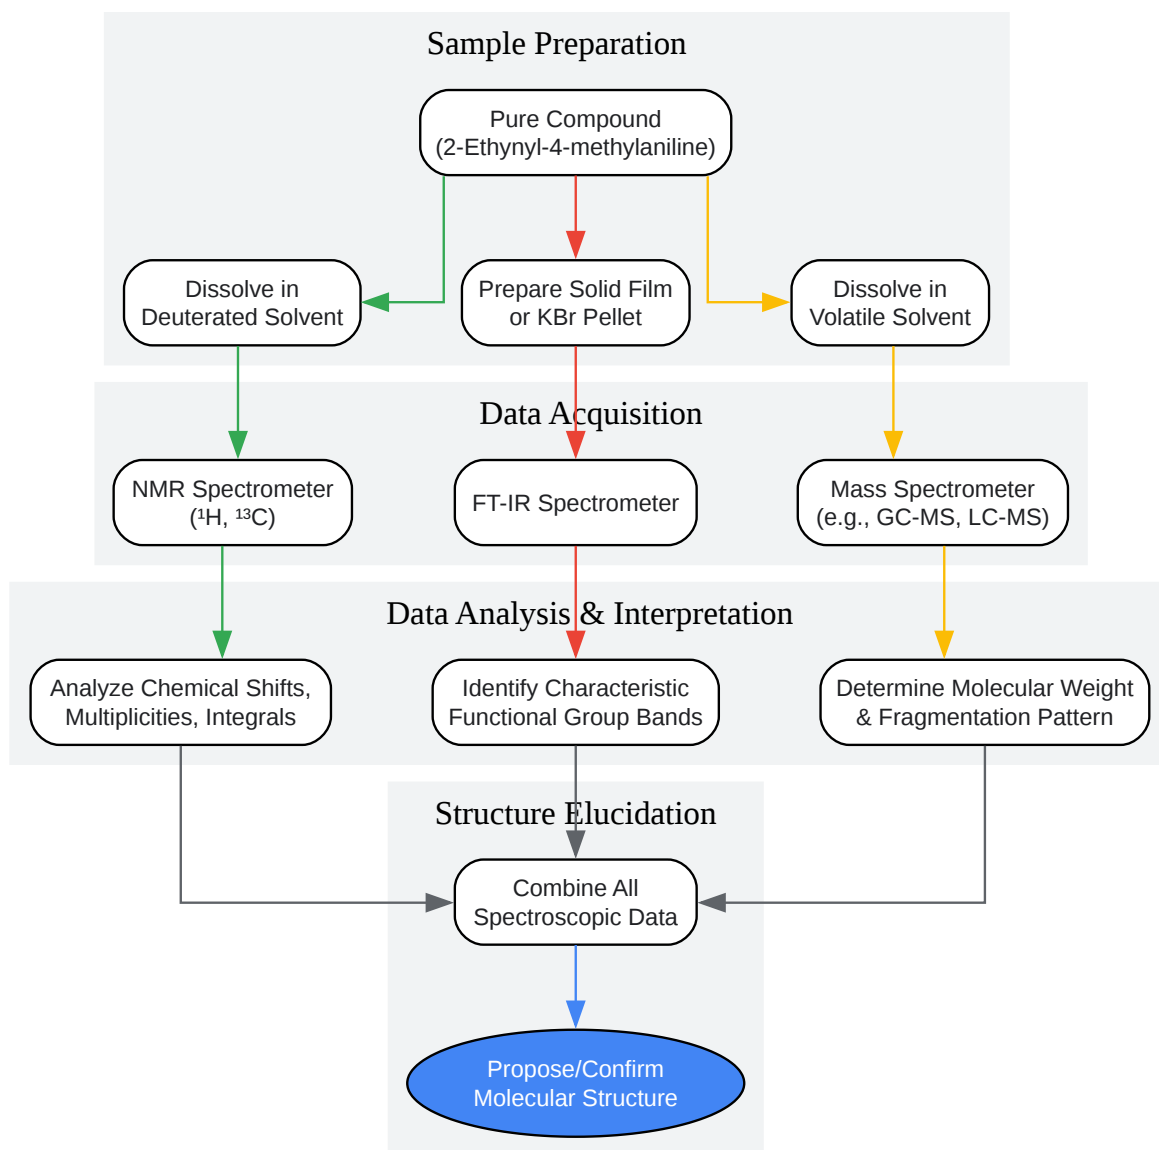 Sample Preparation
Pure Compound
(2-Ethynyl-4-methylaniline)
Dissolve in
Deuterated Solvent
Prepare Solid Film
or KBr Pellet
Dissolve in
Volatile Solvent
Data Acquisition
NMR Spectrometer
(¹H, ¹³C)
FT-IR Spectrometer
Mass Spectrometer
(e.g., GC-MS, LC-MS)
Data Analysis & Interpretation
Analyze Chemical Shifts,
Multiplicities, Integrals
Identify Characteristic
Functional Group Bands
Determine Molecular Weight
& Fragmentation Pattern
Structure Elucidation
Combine All
Spectroscopic Data
Propose/Confirm
Molecular Structure